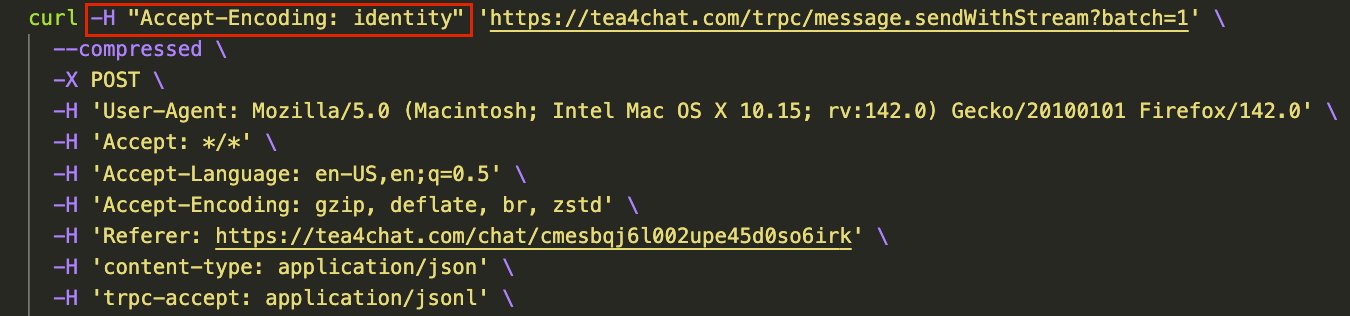 curl -H "Accept-Encoding: identity" 'https://tea4chat.com/trpc/message.sendWithStream?batch=1' \
--compressed \
-X POST \
-H 'User-Agent: Mozilla/5.0 (Macintosh; Intel Mac OS X 10.15; rv:142.0) Gecko/20100101 Firefox/142.0' \
-H 'Accept: */*' \
-H 'Accept-Language: en-US,en;q=0.5' \
-H 'Accept-Encoding: gzip, deflate, br, zstd' \
-H 'Referer: https://tea4chat.com/chat/cmesbqj6l002upe45d0so6irk' \
-H 'content-type: application/json' \
-H 'trpc-accept: application/jsonl' \